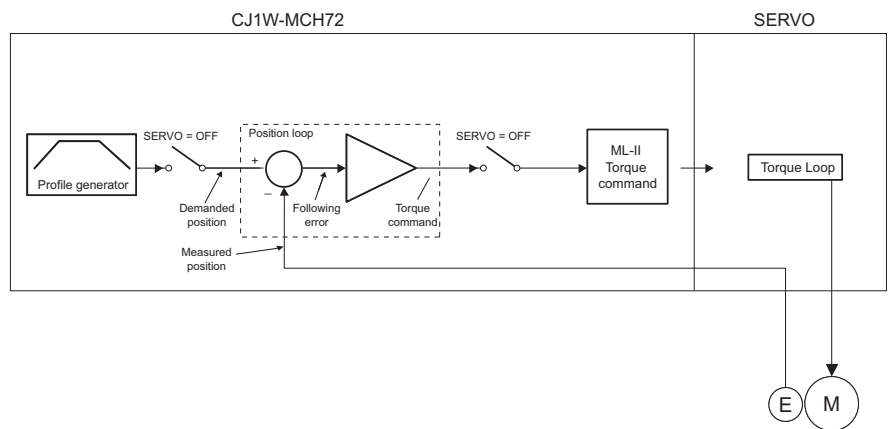 CJ1W-MCH72
SERVO
SERVO = OFF
Position loop
SERVO = OFF
Profile generator
+
–
ML-II
Torque
command
Torque Loop
Demanded
position
Following
error
Torque
command
Measured
position
E
M